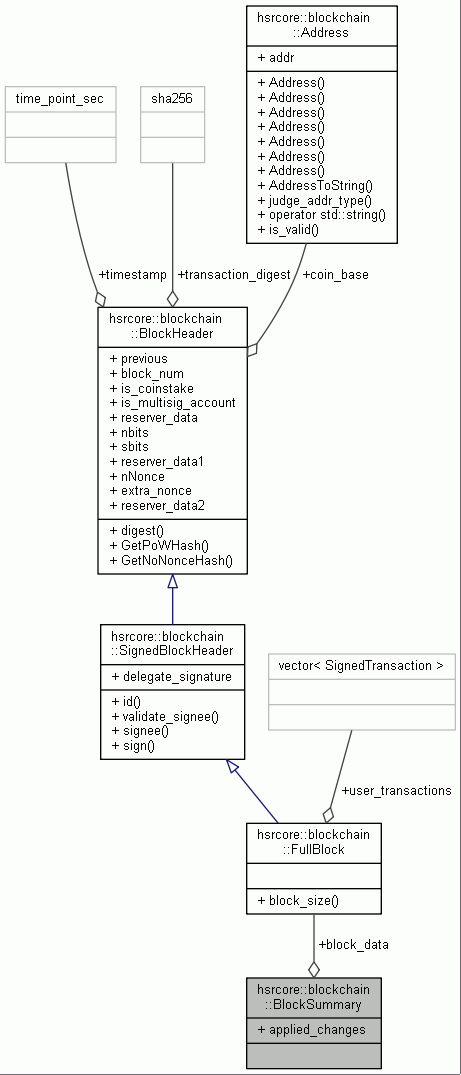 hsrcore::blockchain
::Address
+ addr
+ Address()
+ Address()
+ Address()
+ Address()
+ Address()
+ Address()
+ Address()
+ AddressToString()
+ judge_addr_type()
+ operator std::string()
+ is_valid()
time_point_sec
sha256
+timestamp
+transaction_digest
+coin_base
hsrcore::blockchain
::BlockHeader
+ previous
+ block_num
+ is_coinstake
+ is_multisig_account
+ reserver_data
+ nbits
+ sbits
+ reserver_data1
+ nNonce
+ extra_nonce
+ reserver_data2
+ digest()
+ GetPoWHash()
+ GetNoNonceHash()
hsrcore::blockchain
::SignedBlockHeader
+ delegate_signature
+ id()
+ validate_signee()
+ signee()
+ sign()
vector< SignedTransaction >
+user_transactions
hsrcore::blockchain
::FullBlock
+ block_size()
+block_data
hsrcore::blockchain
::BlockSummary
+ applied_changes